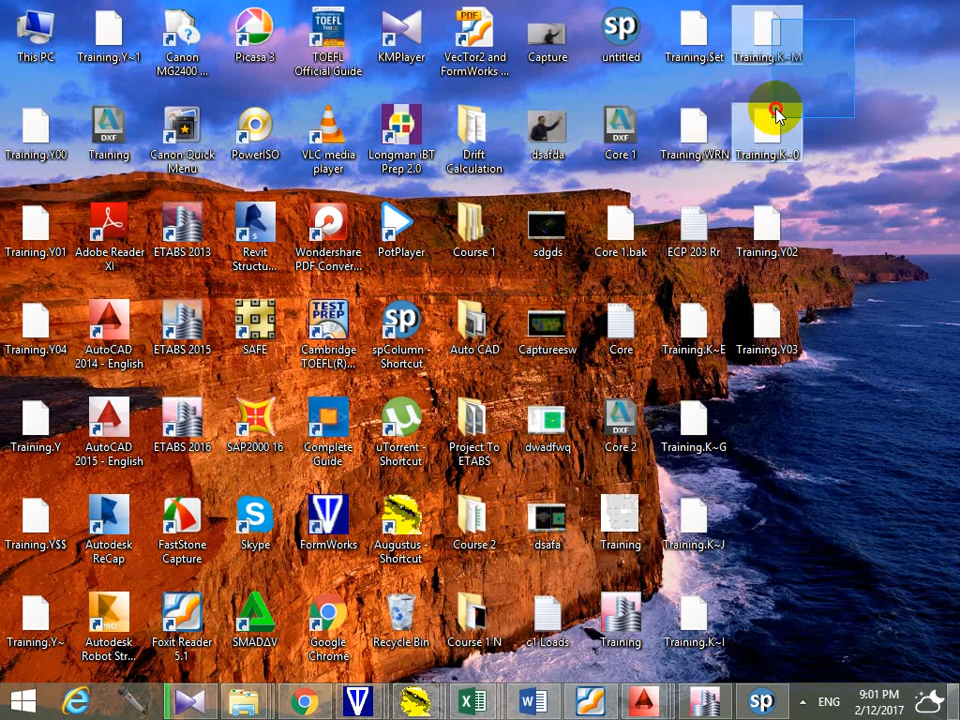 This PC
Training.Y~1
Canon
MG2400 ...
Picasa 3
TOEFL
Official Guide
KMPlayer
VecTor2 and
FormWorks ...
Capture
untitled
Training.$et
Training.K~M
Training.Y00
Training
Canon Quick
Menu
PowerISO
VLC media
player
Longman iBT
Prep 2.0
Drift
Calculation
dsafda
Core 1
Training.WRN
Training.K~0
Training.Y01
Adobe Reader
XI
ETABS 2013
Revit
Structu...
Wondershare
PDF Conver...
PotPlayer
Course 1
sdgds
Core 1.bak
ECP 203 Rr
Training.Y02
Training.Y04
AutoCAD
2014 - English
ETABS 2015
SAFE
Cambridge
TOEFL(R)...
spColumn -
Shortcut
Auto CAD
Captureesw
Core
Training.K~E
Training.Y03
Training.Y
AutoCAD
2015 - English
ETABS 2016
SAP2000 16
Complete
Guide
uTorrent -
Shortcut
Project To
ETABS
dwadfwq
Core 2
Training.K~G
Training.Y$$
Autodesk
ReCap
FastStone
Capture
Skype
FormWorks
Augustus -
Shortcut
Course 2
dsafa
Training
Training.K~J
Training.Y~
Autodesk
Robot Str...
Foxit Reader
5.1
SMADAV
Google
Chrome
Recycle Bin
Course 1 N
c1 Loads
Training
Training.K~I
ENG
9:01 PM
2/12/2017